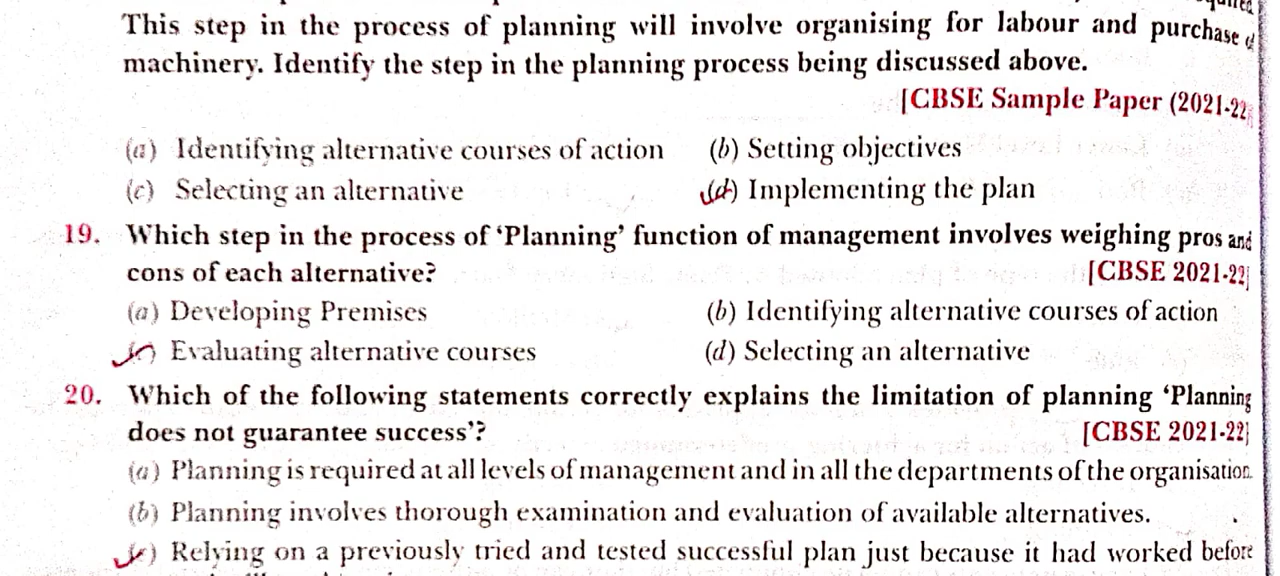 This step in the process of planning will involve organising for labour and purchase
machinery. Identify the step in the planning process being discussed above.
[CBSE Sample Paper (2021-22
(a) Identifying alternative courses of action (b) Setting objectives
(c) Selecting an alternative (d) Implementing the plan
19. Which step in the process of ‘Planning’ function of management involves weighing pros and
cons of each alternative? [CBSE 2021-22]
(a) Developing Premises (b) Identifying alternative courses of action
Evaluating alternative courses (d) Selecting an alternative
20. Which of the following statements correctly explains the limitation of planning ‘Planning
does not guarantee success’? [CBSE 2021-22]
(a) Planning is required at all levels of management and in all the departments of the organisation.
(b) Planning involves thorough examination and evaluation of available alternatives.
Relying on a previously tried and tested successful plan just because it had worked before